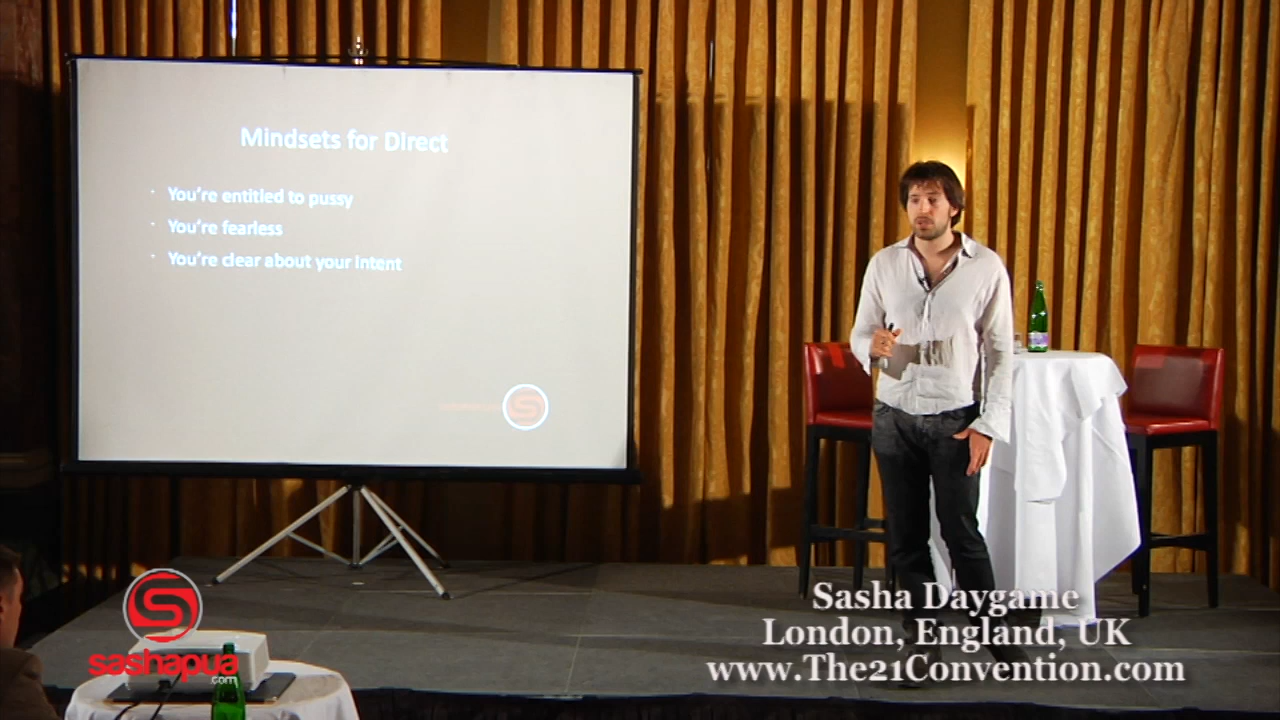 Mindsets for Direct
You're entitled to pussy
You're fearless
You're clear about your intent
Sasha Daygame
London, England, UK
www.The21Convention.com
sashapua
.com